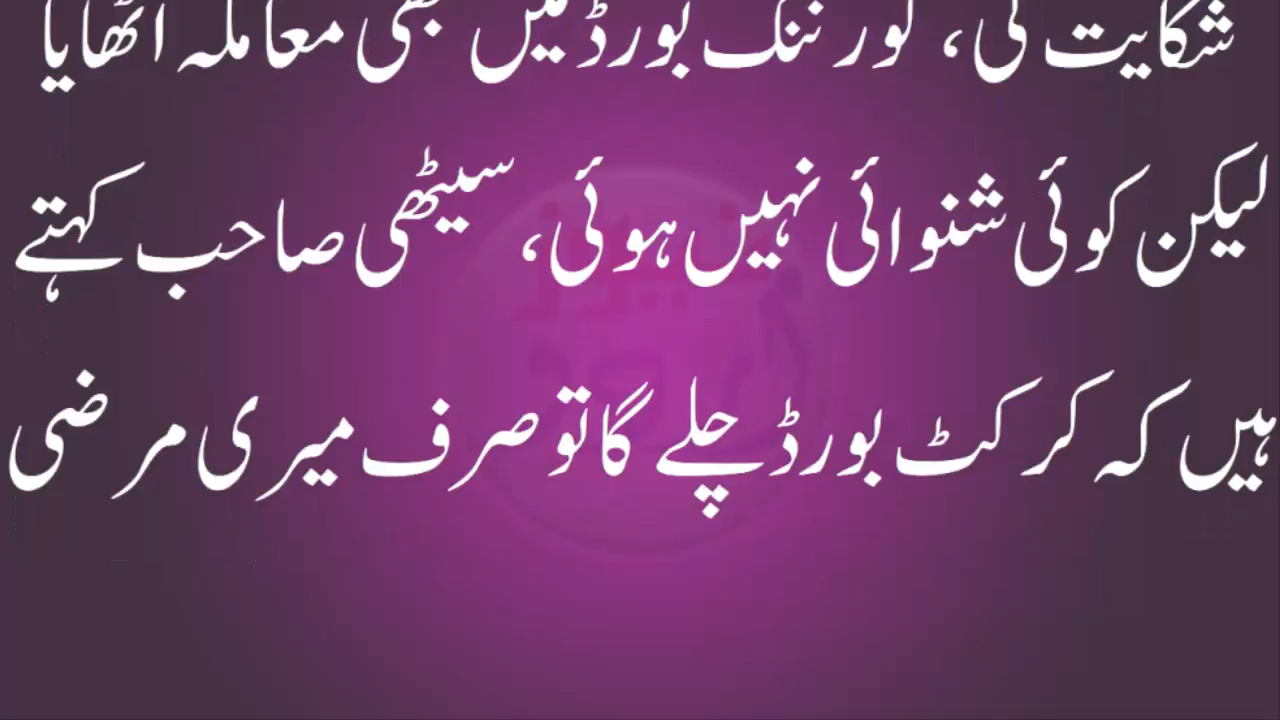 شکایت کی، گورننگ بورڈ میں بھی معاملہ اٹھایا
لیکن کوئی شنوائی نہیں ہوئی، سیٹھی صاحب کہتے
ہیں کہ کرکٹ بورڈ چلے گا تو صرف میری مرضی